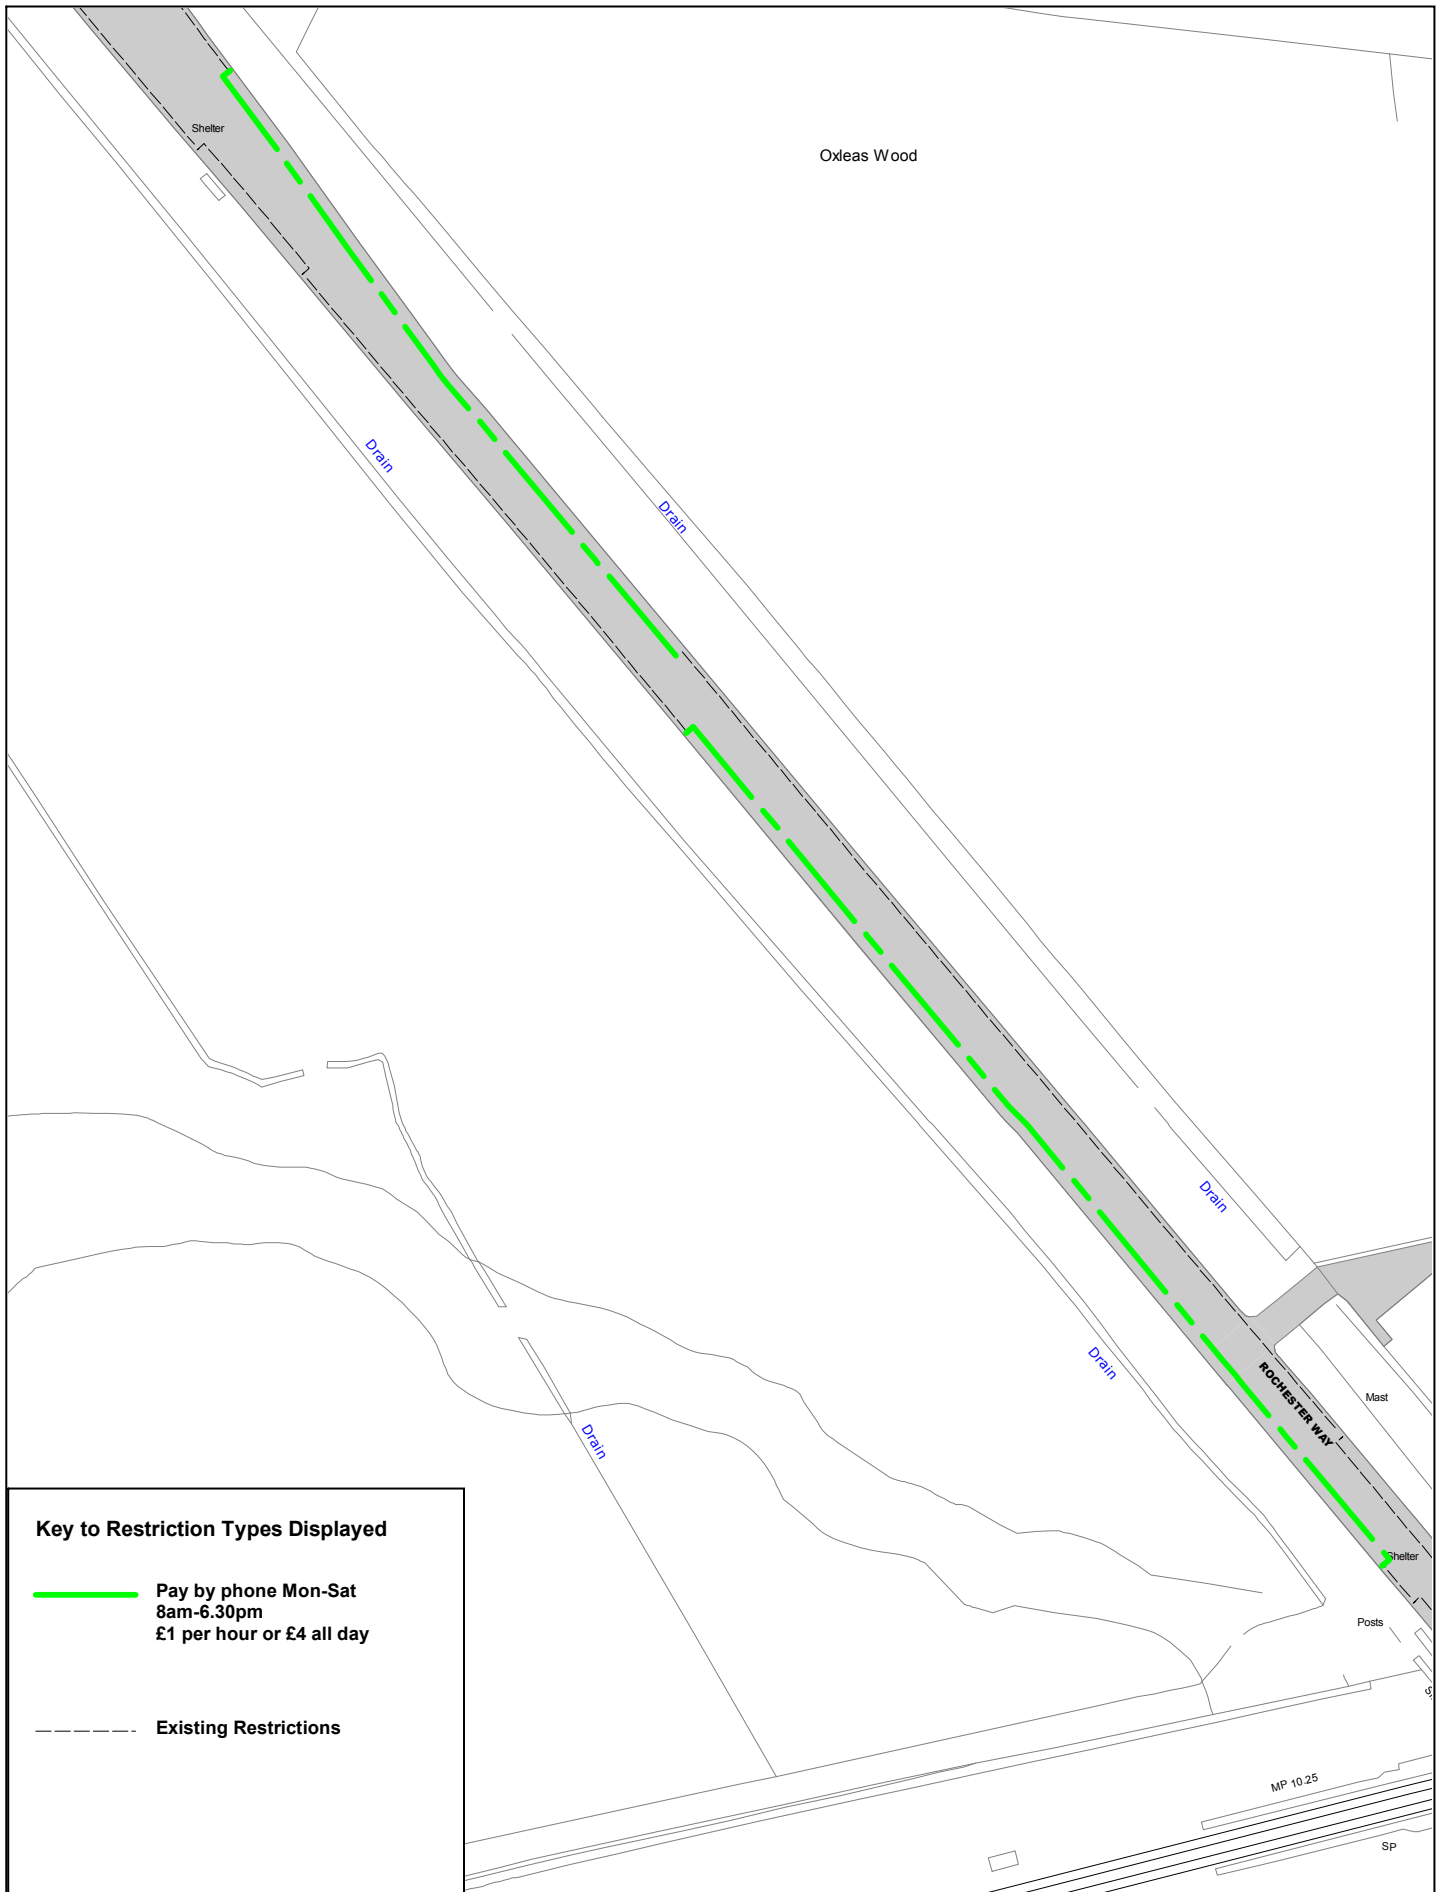 Shelter
Oxleas Wood
Drain
Drain
Drain
Drain
ROCHESTER WAY
Mast
Drain
Shelter
Posts
MP 10.25
SP
Key to Restriction Types Displayed
Pay by phone Mon-Sat
8am-6.30pm
£1 per hour or £4 all day
Existing Restrictions